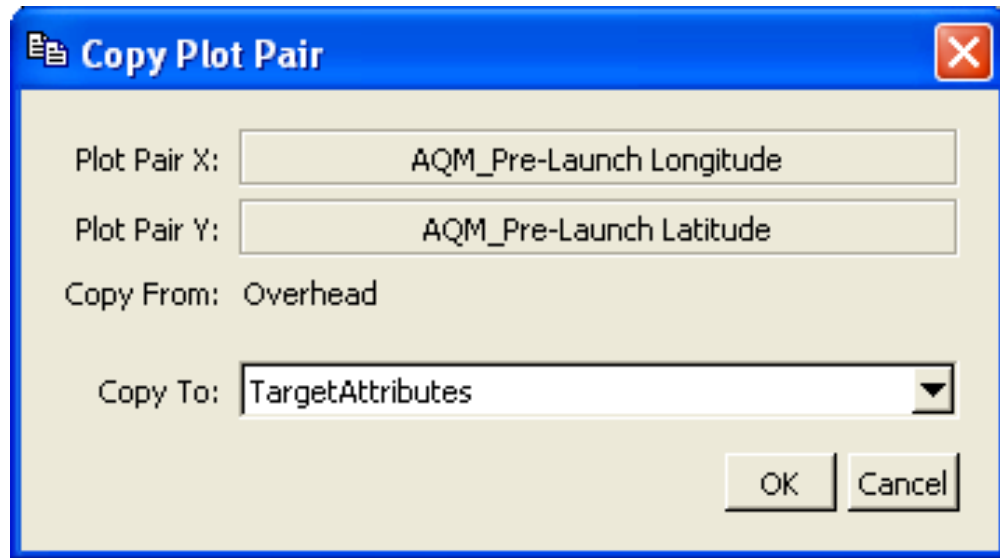 Copy Plot Pair
Plot Pair X: AQM_Pre-Launch Longitude
Plot Pair Y: AQM_Pre-Launch Latitude
Copy From: Overhead
Copy To: TargetAttributes
OK Cancel